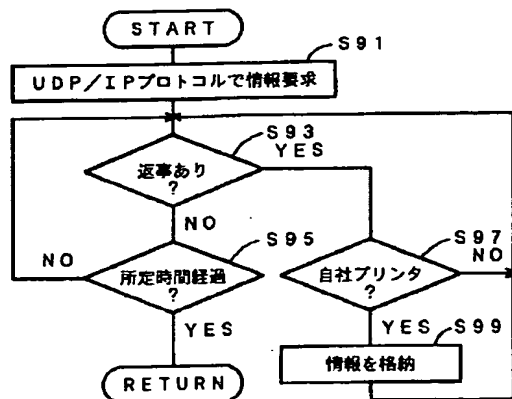 START
S91
UDP/IPプロトコルで情報要求
S93
YES
返事あり
?
NO
S95
NO
所定時間経過
?
YES
RETURN
S97
NO
自社プリンタ
?
YES
S99
情報を格納